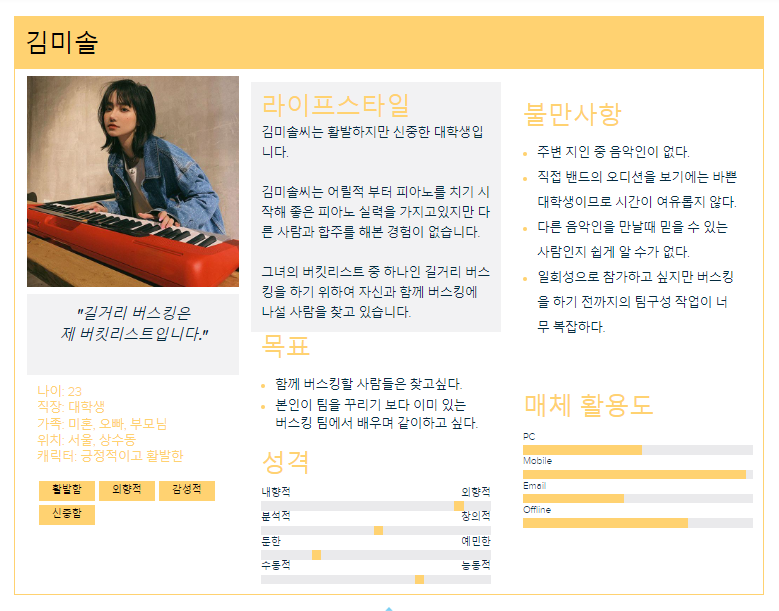 김미솔
"길거리 버스킹은
제 버킷리스트입니다."
나이: 23
직장: 대학생
가족: 미혼, 오빠, 부모님
위치: 서울, 상수동
캐릭터: 긍정적이고 활발한
활발함 외향적 감성적
신중함
라이프스타일
김미솔씨는 활발하지만 신중한 대학생입
니다.
김미솔씨는 어릴적 부터 피아노를 치기 시
작해 좋은 피아노 실력을 가지고있지만 다
른 사람과 합주를 해본 경험이 없습니다.
그녀의 버킷리스트 중 하나인 길거리 버스
킹을 하기 위하여 자신과 함께 버스킹에
나설 사람을 찾고 있습니다.
목표
함께 버스킹할 사람들은 찾고싶다.
본인이 팀을 꾸리기 보다 이미 있는
버스킹 팀에서 배우며 같이하고 싶다.
성격
내향적 외향적
분석적 창의적
둔한 예민한
수동적 능동적
불만사항
주변 지인 중 음악인이 없다.
직접 밴드의 오디션을 보기에는 바쁜
대학생이므로 시간이 여유롭지 않다.
다른 음악인을 만날때 믿을 수 있는
사람인지 쉽게 알 수가 없다.
일회성으로 참가하고 싶지만 버스킹
을 하기 전까지의 팀구성 작업이 너
무 복잡하다.
매체 활용도
PC
Mobile
Email
Offline